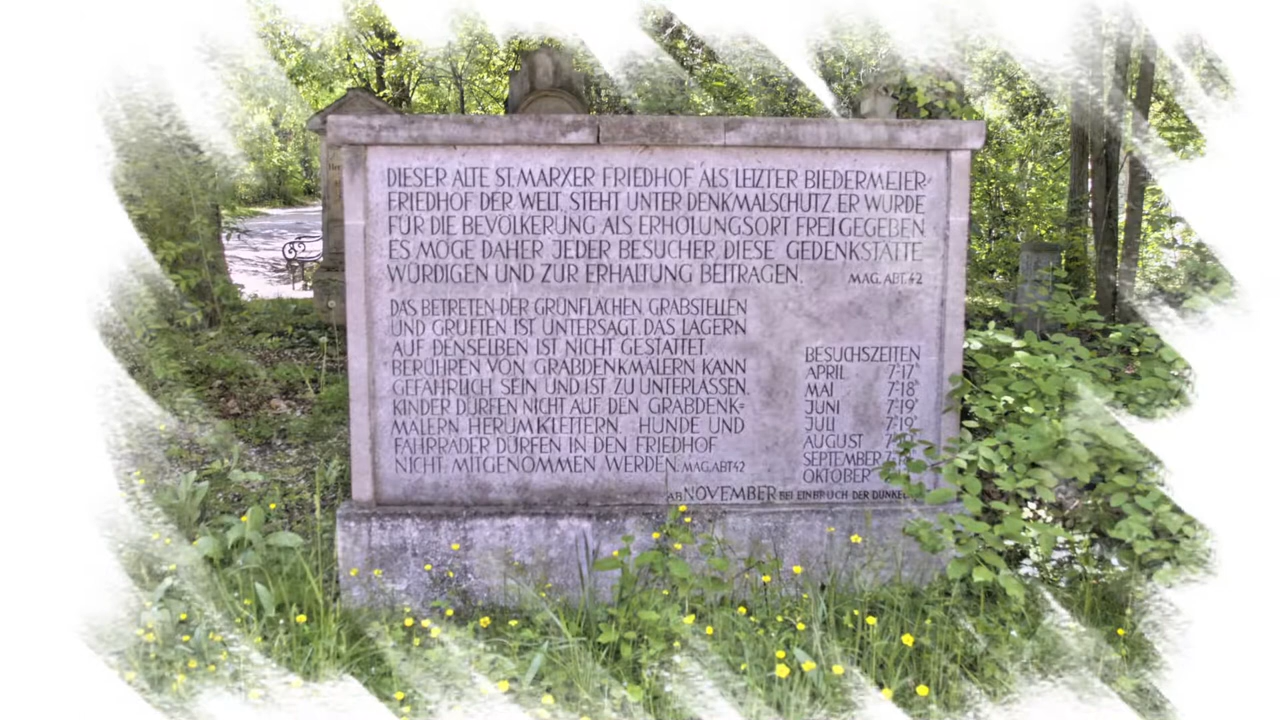 DIESER ALTE ST. MARXER FRIEDHOF ALS LETZTER BIEDERMEIER-
FRIEDHOF DER WELT, STEHT UNTER DENKMALSCHUTZ. ER WURDE
FÜR DIE BEVÖLKERUNG ALS ERHOLUNGSORT FREIGEGEBEN
ES MÖGE DAHER JEDER BESUCHER DIESE GEDENKSTÄTTE
WÜRDIGEN UND ZUR ERHALTUNG BEITRAGEN.
MAG. ABT. 42
DAS BETRETEN DER GRÜNFLÄCHEN GRABSTELLEN
UND GRÜFTEN IST UNTERSAGT. DAS LAGERN
AUF DENSELBEN IST NICHT GESTATTET.
BERÜHREN VON GRABDENKMÄLERN KANN
GEFÄHRLICH SEIN UND IST ZU UNTERLASSEN.
KINDER DÜRFEN NICHT AUF DEN GRABDENK=
MÄLERN HERUMKLETTERN. HUNDE UND
FAHRRÄDER DÜRFEN IN DEN FRIEDHOF
NICHT MITGENOMMEN WERDEN. MAG. ABT 42
BESUCHSZEITEN
APRIL 7-17
MAI 7-18
JUNI 7-19
JULI 7-19
AUGUST
SEPTEMBER
OKTOBER
AB NOVEMBER BEI EINBRUCH DER